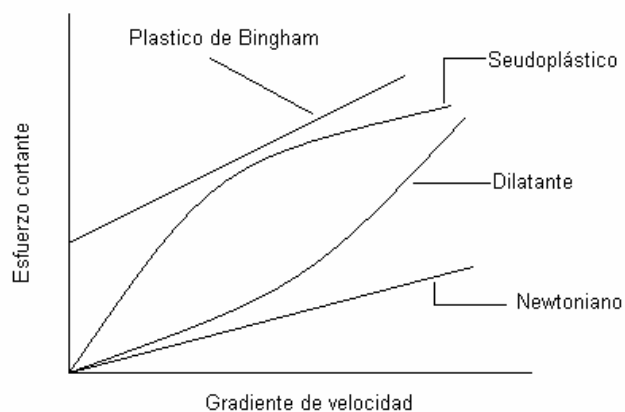 Plastico de Bingham
Seudoplástico
Dilatante
Newtoniano
Esfuerzo cortante
Gradiente de velocidad